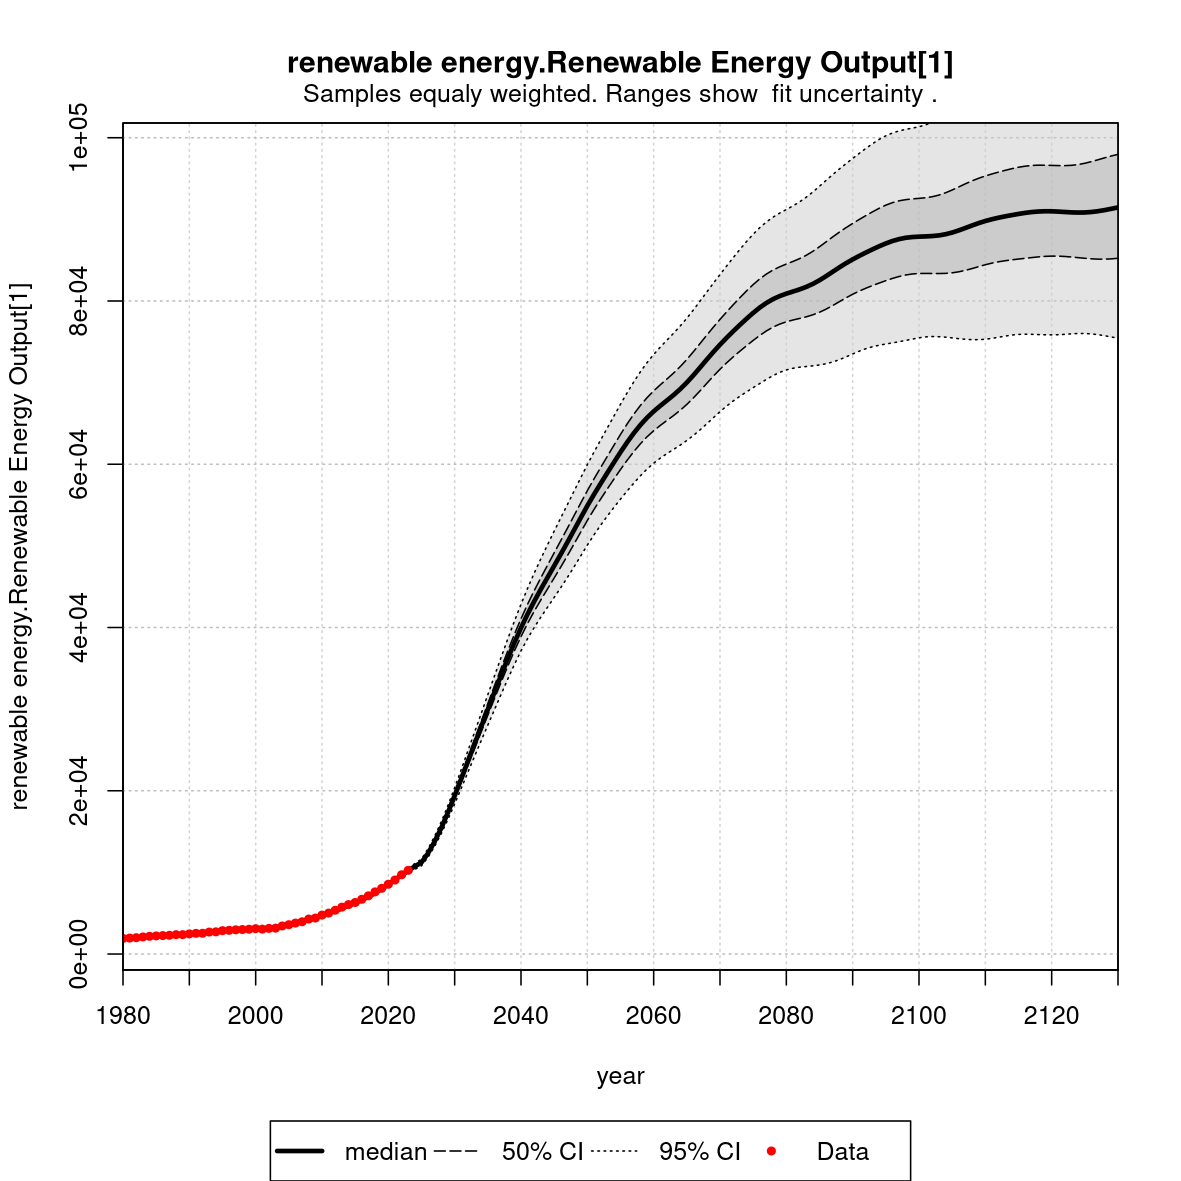 renewable energy.Renewable Energy Output[1]
Samples equaly weighted. Ranges show  fit uncertainty .
renewable energy.Renewable Energy Output[1]
1e+05
8e+04
6e+04
4e+04
2e+04
0e+00
1980 2000 2020 2040 2060 2080 2100 2120
year
median 50% CI 95% CI Data